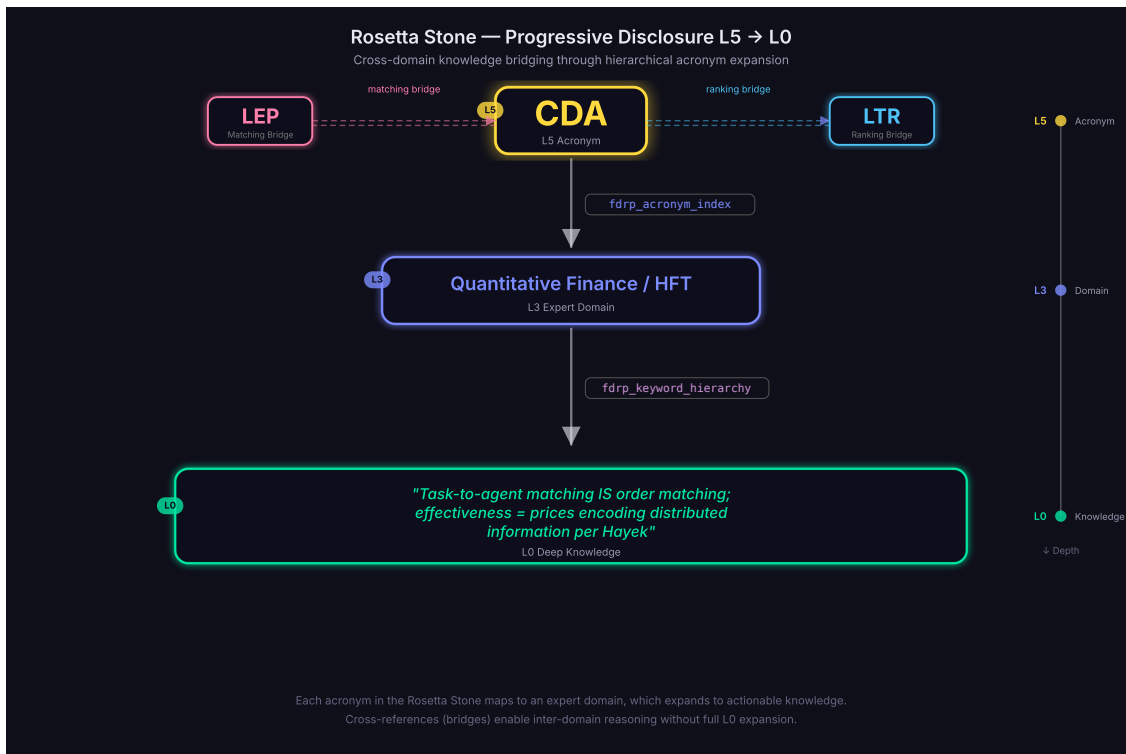 Rosetta Stone — Progressive Disclosure L5 → L0
Cross-domain knowledge bridging through hierarchical acronym expansion
matching bridge
ranking bridge
LEP
Matching Bridge
L5
CDA
L5 Acronym
LTR
Ranking Bridge
L5 Acronym
fdrp_acronym_index
L3
Quantitative Finance / HFT
L3 Expert Domain
L3 Domain
fdrp_keyword_hierarchy
L0
"Task-to-agent matching IS order matching;
effectiveness = prices encoding distributed
information per Hayek"
L0 Deep Knowledge
L0 Knowledge
↓ Depth
Each acronym in the Rosetta Stone maps to an expert domain, which expands to actionable knowledge.
Cross-references (bridges) enable inter-domain reasoning without full L0 expansion.